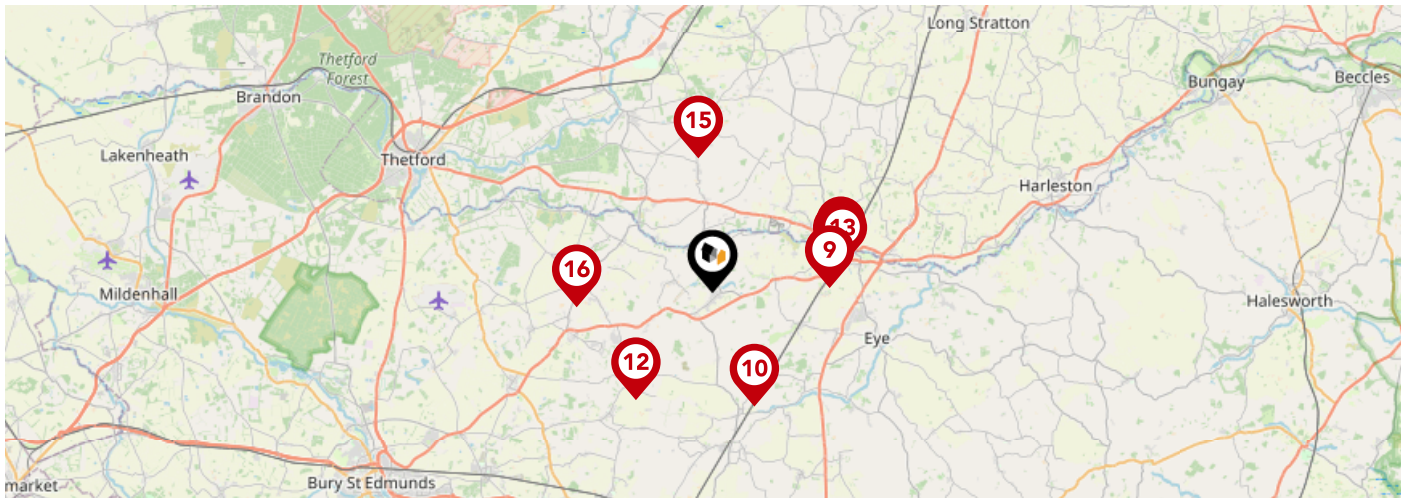 Long Stratton
Thetford
Forest
Bungay
Beccles
Brandon
15
Lakenheath
Thetford
Harleston
13
9
16
Mildenhall
Halesworth
Eye
12
10
Bury St Edmunds
market